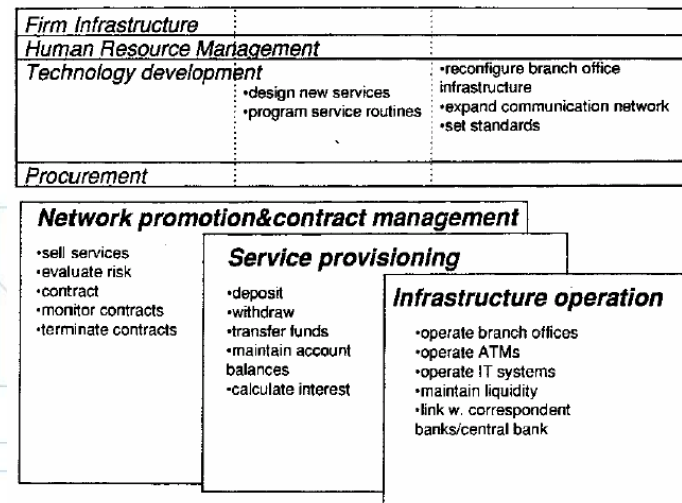 Firm Infrastructure
Human Resource Management
Technology development
•design new services
•program service routines
•reconfigure branch office
infrastructure
•expand communication network
•set standards
Procurement
Network promotion&contract management
•sell services
•evaluate risk
•contract
•monitor contracts
•terminate contracts
Service provisioning
•deposit
•withdraw
•transfer funds
•maintain account
balances
•calculate interest
Infrastructure operation
•operate branch offices
•operate ATMs
•operate IT systems
•maintain liquidity
•link w. correspondent
banks/central bank